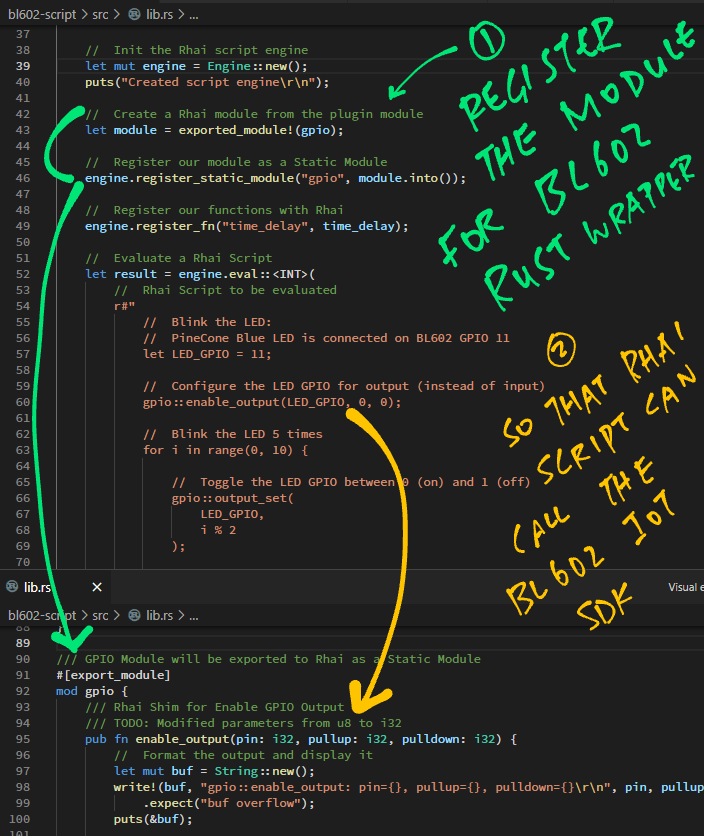 bl602-script > src > lib.rs > ...
37
38 //  Init the Rhai script engine
39 let mut engine = Engine::new();
40 puts("Created script engine\r\n");
41
42 //  Create a Rhai module from the plugin module
43 let module = exported_module!(gpio);
44
45 //  Register our module as a Static Module
46 engine.register_static_module("gpio", module.into());
47
48 //  Register our functions with Rhai
49 engine.register_fn("time_delay", time_delay);
50
51 //  Evaluate a Rhai Script
52 let result = engine.eval::<INT>(
53 //  Rhai Script to be evaluated
54 r#"
55 //  Blink the LED:
56 //  PineCone Blue LED is connected on BL602 GPIO 11
57 let LED_GPIO = 11;
58
59 //  Configure the LED GPIO for output (instead of input)
60 gpio::enable_output(LED_GPIO, 0, 0);
61
62 //  Blink the LED 5 times
63 for i in range(0, 10) {
64
65 //  Toggle the LED GPIO between 0 (on) and 1 (off)
66 gpio::output_set(
67 LED_GPIO,
68 i % 2
69 );
70
1
REGISTER
THE MODULE
FOR BL602
RUST WRAPPER
2
SO THAT RHAI
SCRIPT CAN
CALL THE
BL602 IOT
SDK
lib.rs ×
Visual e
bl602-script > src > lib.rs > ...
88 }
89
90 /// GPIO Module will be exported to Rhai as a Static Module
91 #[export_module]
92 mod gpio {
93 /// Rhai Shim for Enable GPIO Output
94 /// TODO: Modified parameters from u8 to i32
95 pub fn enable_output(pin: i32, pullup: i32, pulldown: i32) {
96 //  Format the output and display it
97 let mut buf = String::new();
98 write!(buf, "gpio::enable_output: pin={}, pullup={}, pulldown={}\r\n", pin, pullup
99 .expect("buf overflow");
100 puts(&buf);
101